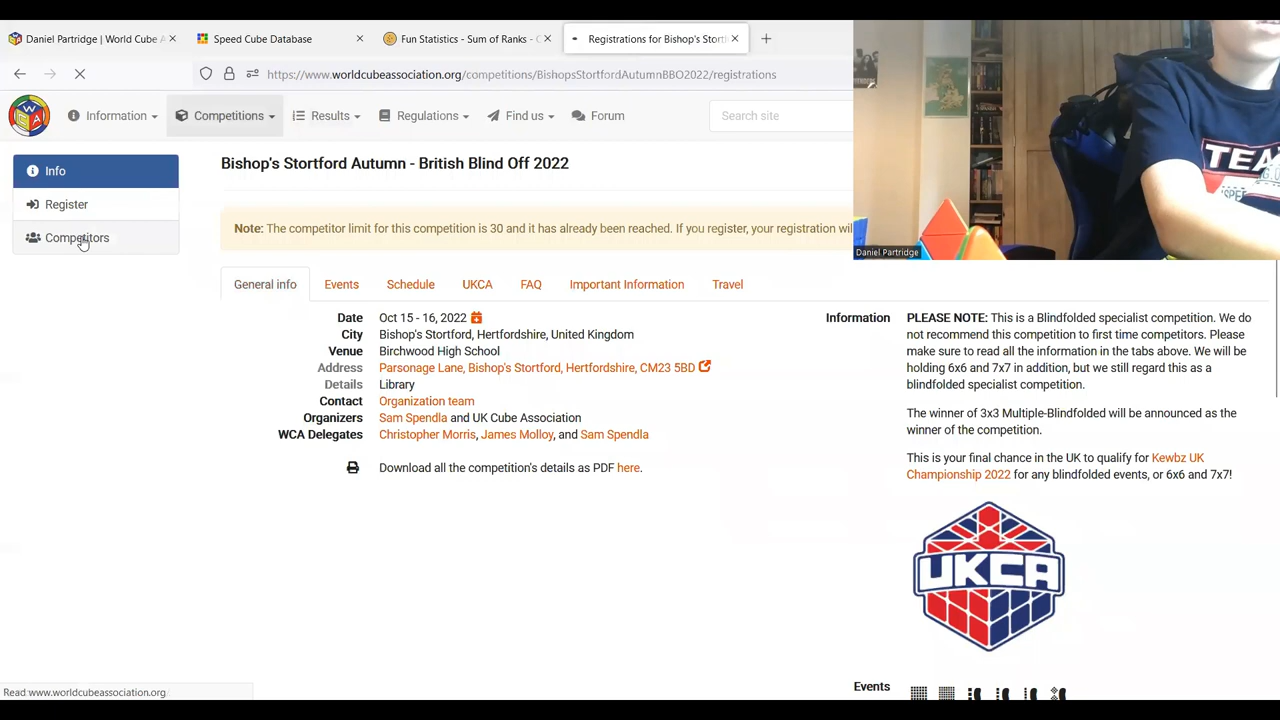 Daniel Partridge | World Cube A
Speed Cube Database
Fun Statistics - Sum of Ranks - C
Registrations for Bishop's Storti
https://www.worldcubeassociation.org/competitions/BishopsStortfordAutumnBBO2022/registrations
Information
Competitions
Results
Regulations
Find us
Forum
Search site
Info
Register
Competitors
Bishop's Stortford Autumn - British Blind Off 2022
Note: The competitor limit for this competition is 30 and it has already been reached. If you register, your registration wil
Daniel Partridge
TEA
General info
Events
Schedule
UKCA
FAQ
Important Information
Travel
Date Oct 15 - 16, 2022
City Bishop's Stortford, Hertfordshire, United Kingdom
Venue Birchwood High School
Address Parsonage Lane, Bishop's Stortford, Hertfordshire, CM23 5BD
Details Library
Contact Organization team
Organizers Sam Spendla and UK Cube Association
WCA Delegates Christopher Morris, James Molloy, and Sam Spendla
Download all the competition's details as PDF here.
Information PLEASE NOTE: This is a Blindfolded specialist competition. We do
not recommend this competition to first time competitors. Please
make sure to read all the information in the tabs above. We will be
holding 6x6 and 7x7 in addition, but we still regard this as a
blindfolded specialist competition.
The winner of 3x3 Multiple-Blindfolded will be announced as the
winner of the competition.
This is your final chance in the UK to qualify for Kewbz UK
Championship 2022 for any blindfolded events, or 6x6 and 7x7!
UKCA
Events
Read www.worldcubeassociation.org